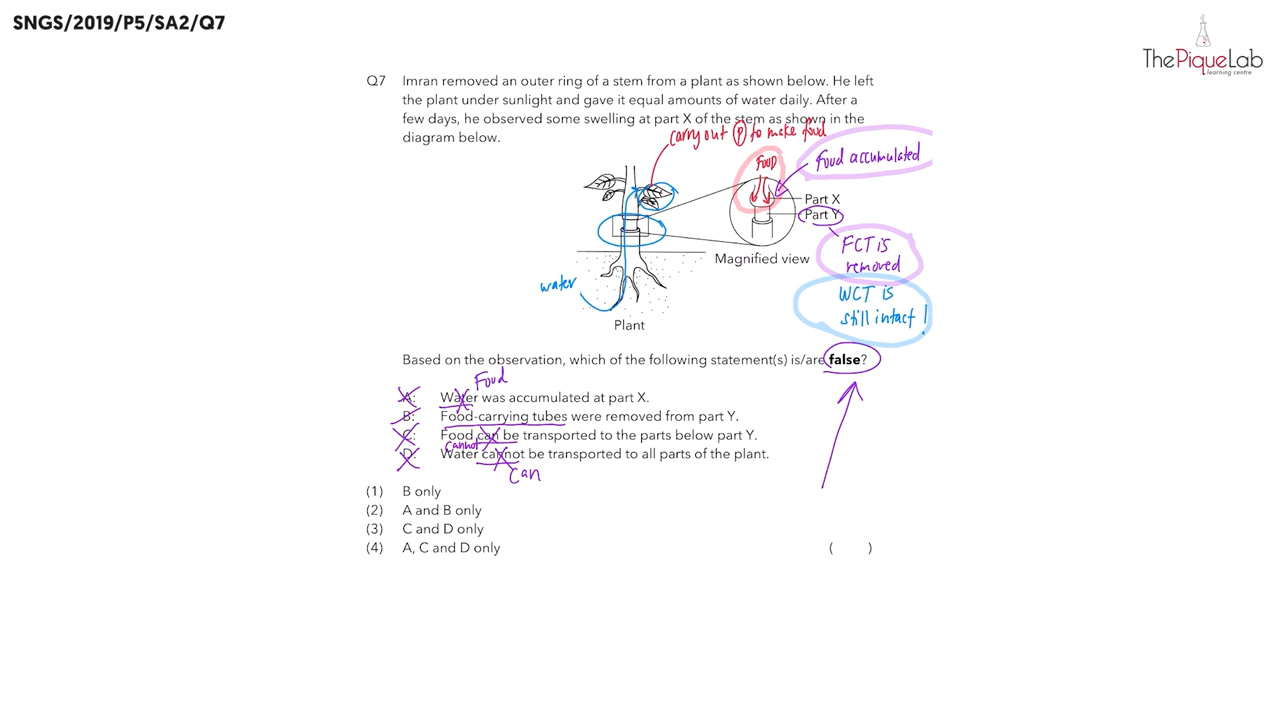 SNGS/2019/P5/SA2/Q7
ThePiqueLab
learning centre
Q7 Imran removed an outer ring of a stem from a plant as shown below. He left
the plant under sunlight and gave it equal amounts of water daily. After a
few days, he observed some swelling at part X of the stem as shown in the
diagram below.
carry out P to make food
FOOD
food accumulated
Part X
Part Y
FCT is
removed
Magnified view
water
WCT is
still intact!
Plant
Based on the observation, which of the following statement(s) is/are false?
Food
A: Water was accumulated at part X.
B: Food-carrying tubes were removed from part Y.
C: Food can be transported to the parts below part Y.
cannot
D: Water cannot be transported to all parts of the plant.
can
(1) B only
(2) A and B only
(3) C and D only
(4) A, C and D only
( )